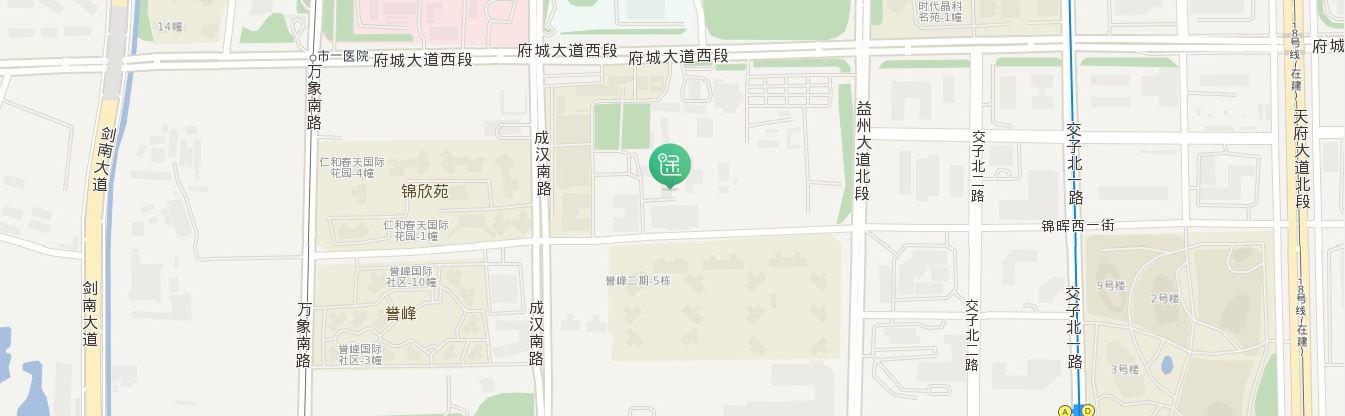 时代晶科
名苑-1幢
14幢
市一医院
府城大道西段
府城大道西段
府城大道西段
府城
18号线(在建)
万象南路
剑南大道
成汉南路
益州大道北段
交子北二路
交子北一路
天府大道北段
仁和春天国际
花园-4幢
锦欣苑
仁和春天国际
花园-1幢
锦晖西一街
誉峰国际
社区-10幢
誉峰二期-5栋
9号楼
2号楼
剑南大道
万象南路
誉峰
成汉南路
交子北二路
交子北一路
18号线(在建)
誉峰国际
社区-3幢
3号楼
A
D